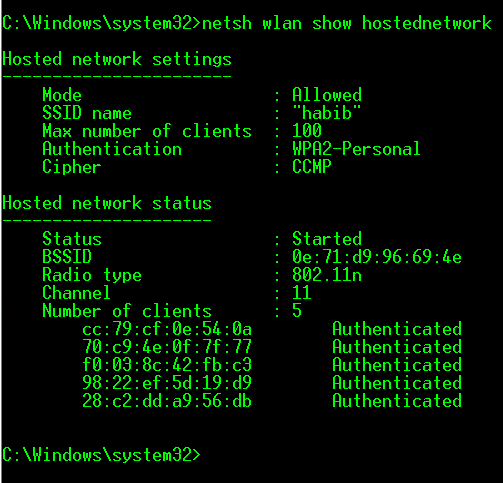 C:\Windows\system32>netsh wlan show hostednetwork
Hosted network settings
-----------------------
Mode : Allowed
SSID name : "habib"
Max number of clients : 100
Authentication : WPA2-Personal
Cipher : CCMP
Hosted network status
---------------------
Status : Started
BSSID : 0e:71:d9:96:69:4e
Radio type : 802.11n
Channel : 11
Number of clients : 5
cc:79:cf:0e:54:0a Authenticated
70:c9:4e:0f:7f:77 Authenticated
f0:03:8c:42:fb:c3 Authenticated
98:22:ef:5d:19:d9 Authenticated
28:c2:dd:a9:56:db Authenticated
C:\Windows\system32>